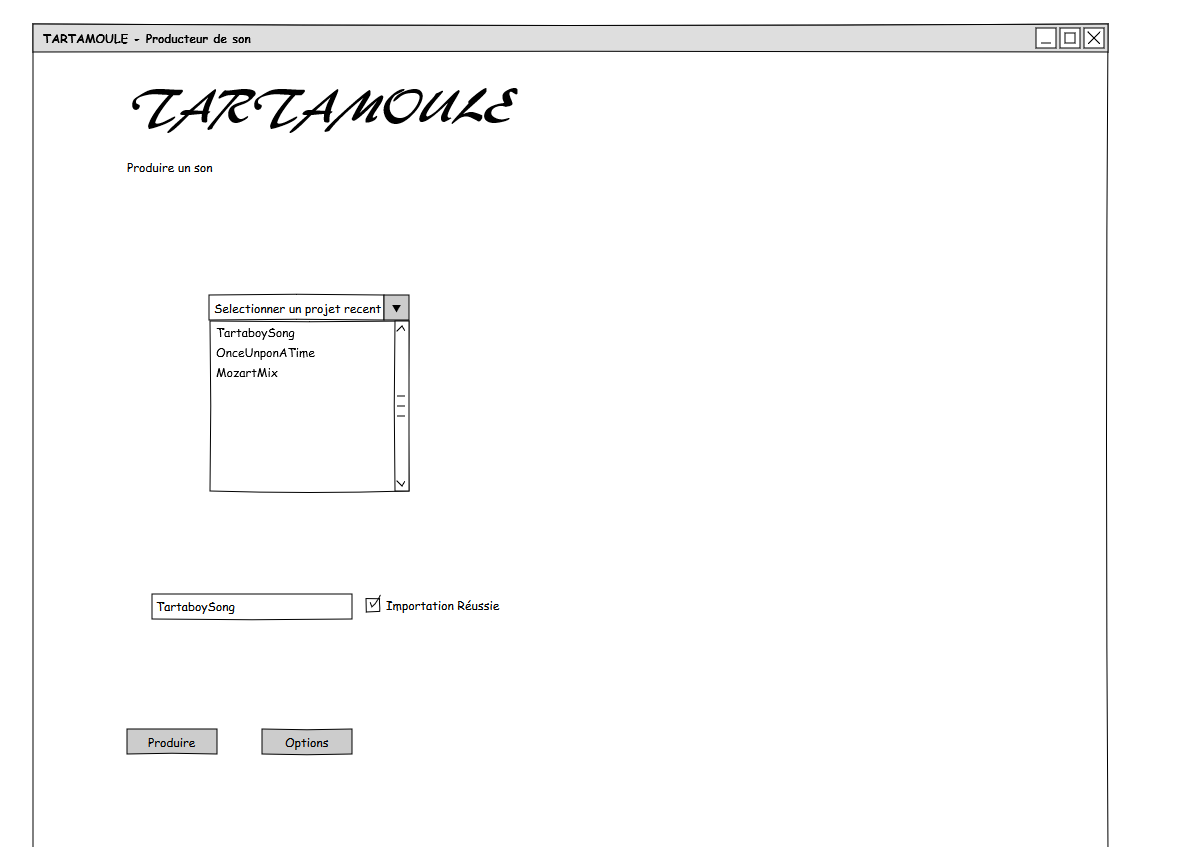 TARTAMOULE - Producteur de son
TARTAMOULE
Produire un son
Selectionner un projet recent
TartaboySong
OnceUnponATime
MozartMix
TartaboySong
Importation Réussie
Produire
Options